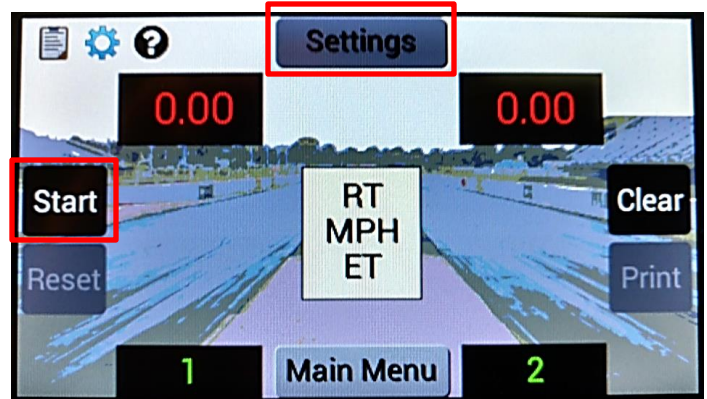 Settings
0.00 0.00
Start
RT
MPH
ET
Clear
Reset
Print
1
Main Menu
2